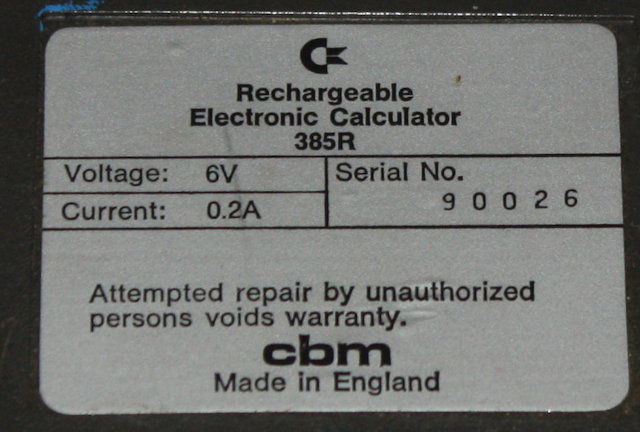 Rechargeable
Electronic Calculator
385R
Voltage: 6V
Serial No.
90026
Current: 0.2A
Attempted repair by unauthorized
persons voids warranty.
cbm
Made in England